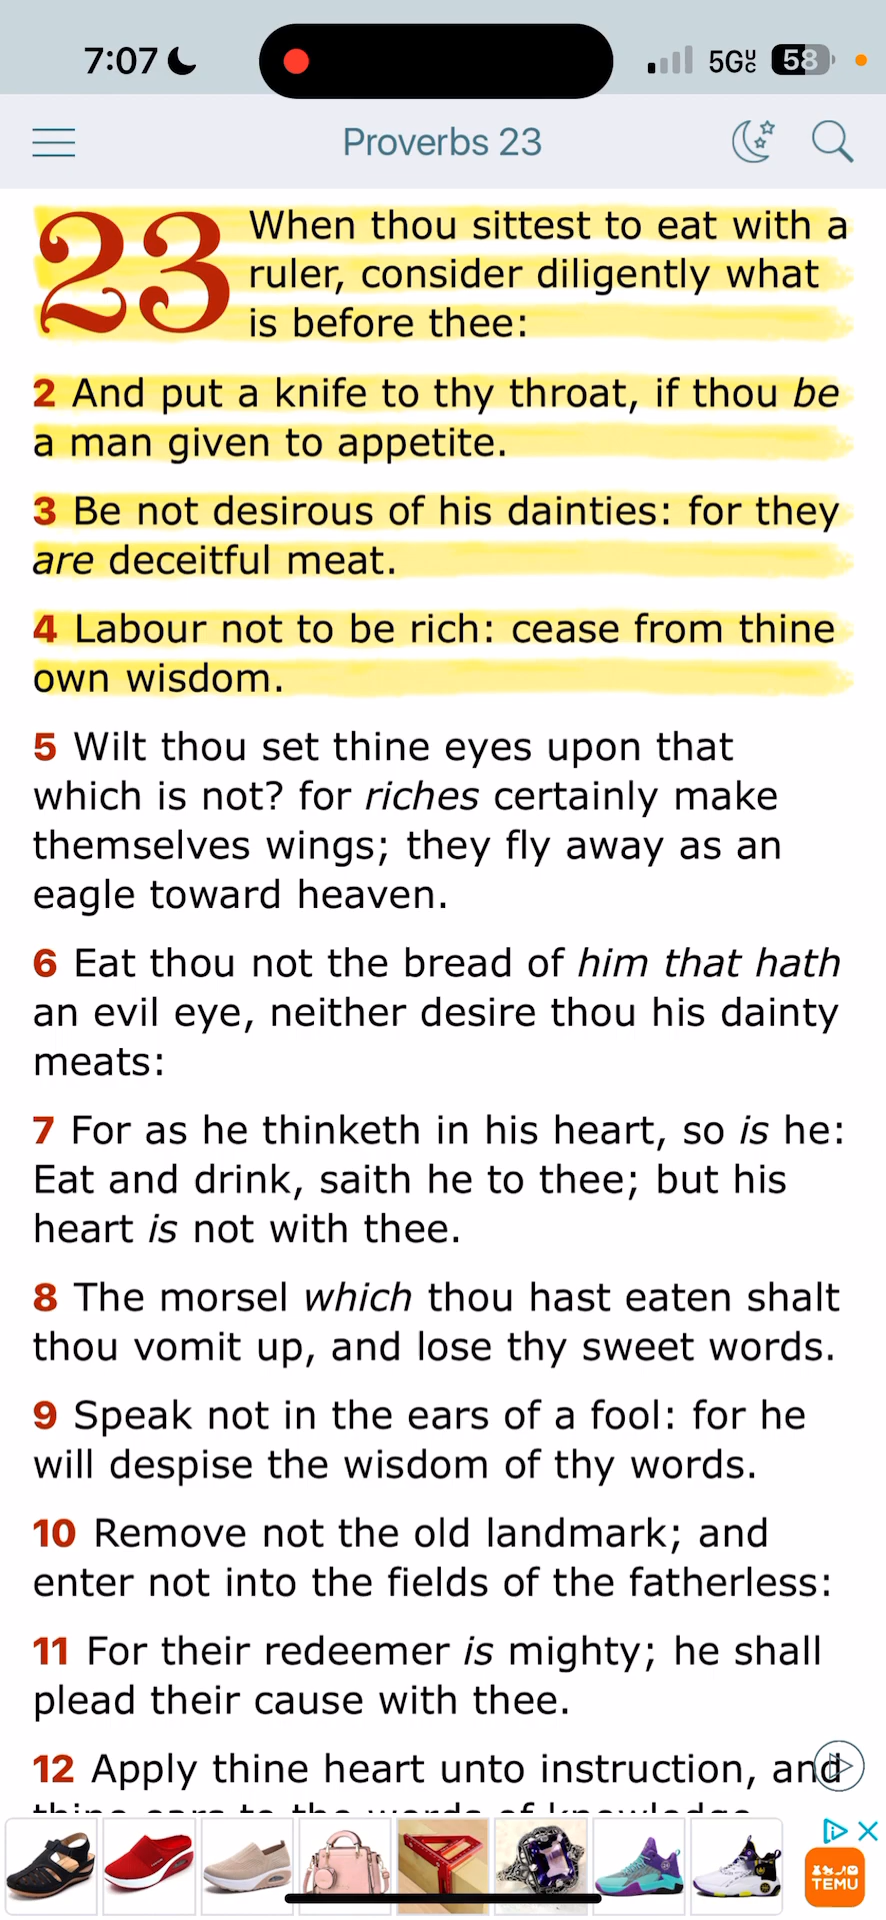 7:07
5G
58
Proverbs 23
23 When thou sittest to eat with a
ruler, consider diligently what
is before thee:
2 And put a knife to thy throat, if thou be
a man given to appetite.
3 Be not desirous of his dainties: for they
are deceitful meat.
4 Labour not to be rich: cease from thine
own wisdom.
5 Wilt thou set thine eyes upon that
which is not? for riches certainly make
themselves wings; they fly away as an
eagle toward heaven.
6 Eat thou not the bread of him that hath
an evil eye, neither desire thou his dainty
meats:
7 For as he thinketh in his heart, so is he:
Eat and drink, saith he to thee; but his
heart is not with thee.
8 The morsel which thou hast eaten shalt
thou vomit up, and lose thy sweet words.
9 Speak not in the ears of a fool: for he
will despise the wisdom of thy words.
10 Remove not the old landmark; and
enter not into the fields of the fatherless:
11 For their redeemer is mighty; he shall
plead their cause with thee.
12 Apply thine heart unto instruction, and
thine ears to the words of knowledge.
TEMU